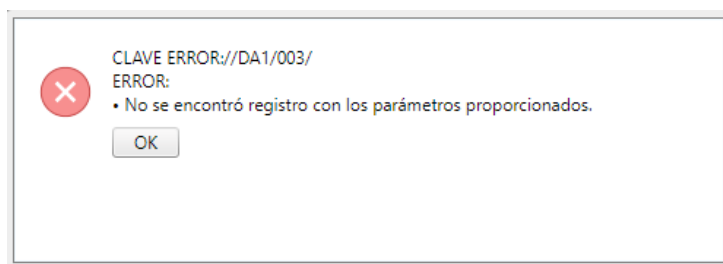 CLAVE ERROR://DA1/003/
ERROR:
• No se encontró registro con los parámetros proporcionados.
OK